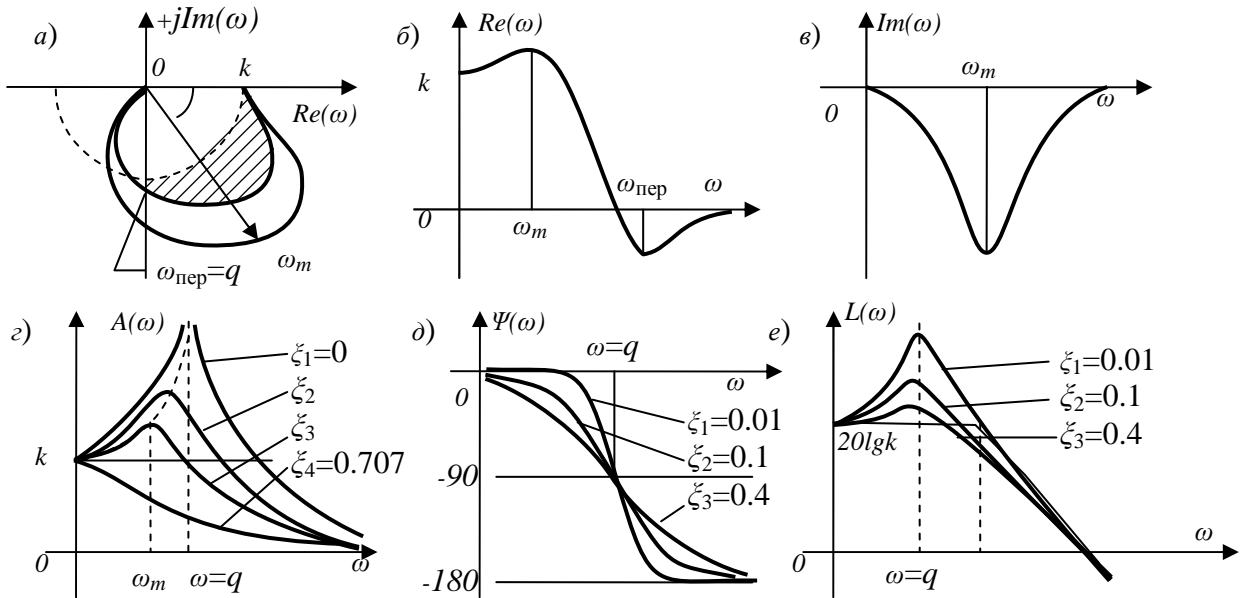 а)
+jIm(ω)
0
k
Re(ω)
ω_m
ω_пер=q
б)
Re(ω)
k
ω_пер
ω
0
ω_m
в)
Im(ω)
ω_m
0
ω
г)
A(ω)
ξ₁=0
ξ₂
ξ₃
k
ξ₄=0.707
0
ω_m
ω=q
ω
д)
Ψ(ω)
ω=q
ω
0
ξ₁=0.01
ξ₂=0.1
-90
ξ₃=0.4
-180
е)
L(ω)
ξ₁=0.01
ξ₂=0.1
20lgk
ξ₃=0.4
ω
0
ω=q